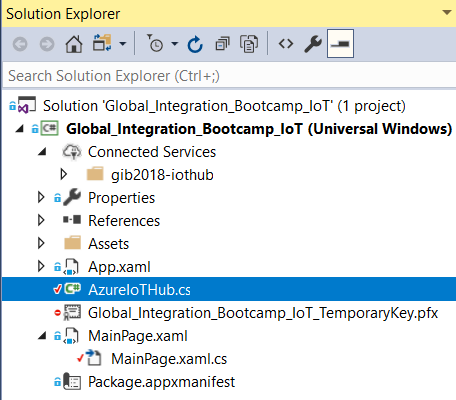 Solution Explorer
Search Solution Explorer (Ctrl+;)
Solution 'Global_Integration_Bootcamp_IoT' (1 project)
Global_Integration_Bootcamp_IoT (Universal Windows)
Connected Services
gib2018-iothub
Properties
References
Assets
App.xaml
AzureIoTHub.cs
Global_Integration_Bootcamp_IoT_TemporaryKey.pfx
MainPage.xaml
MainPage.xaml.cs
Package.appxmanifest